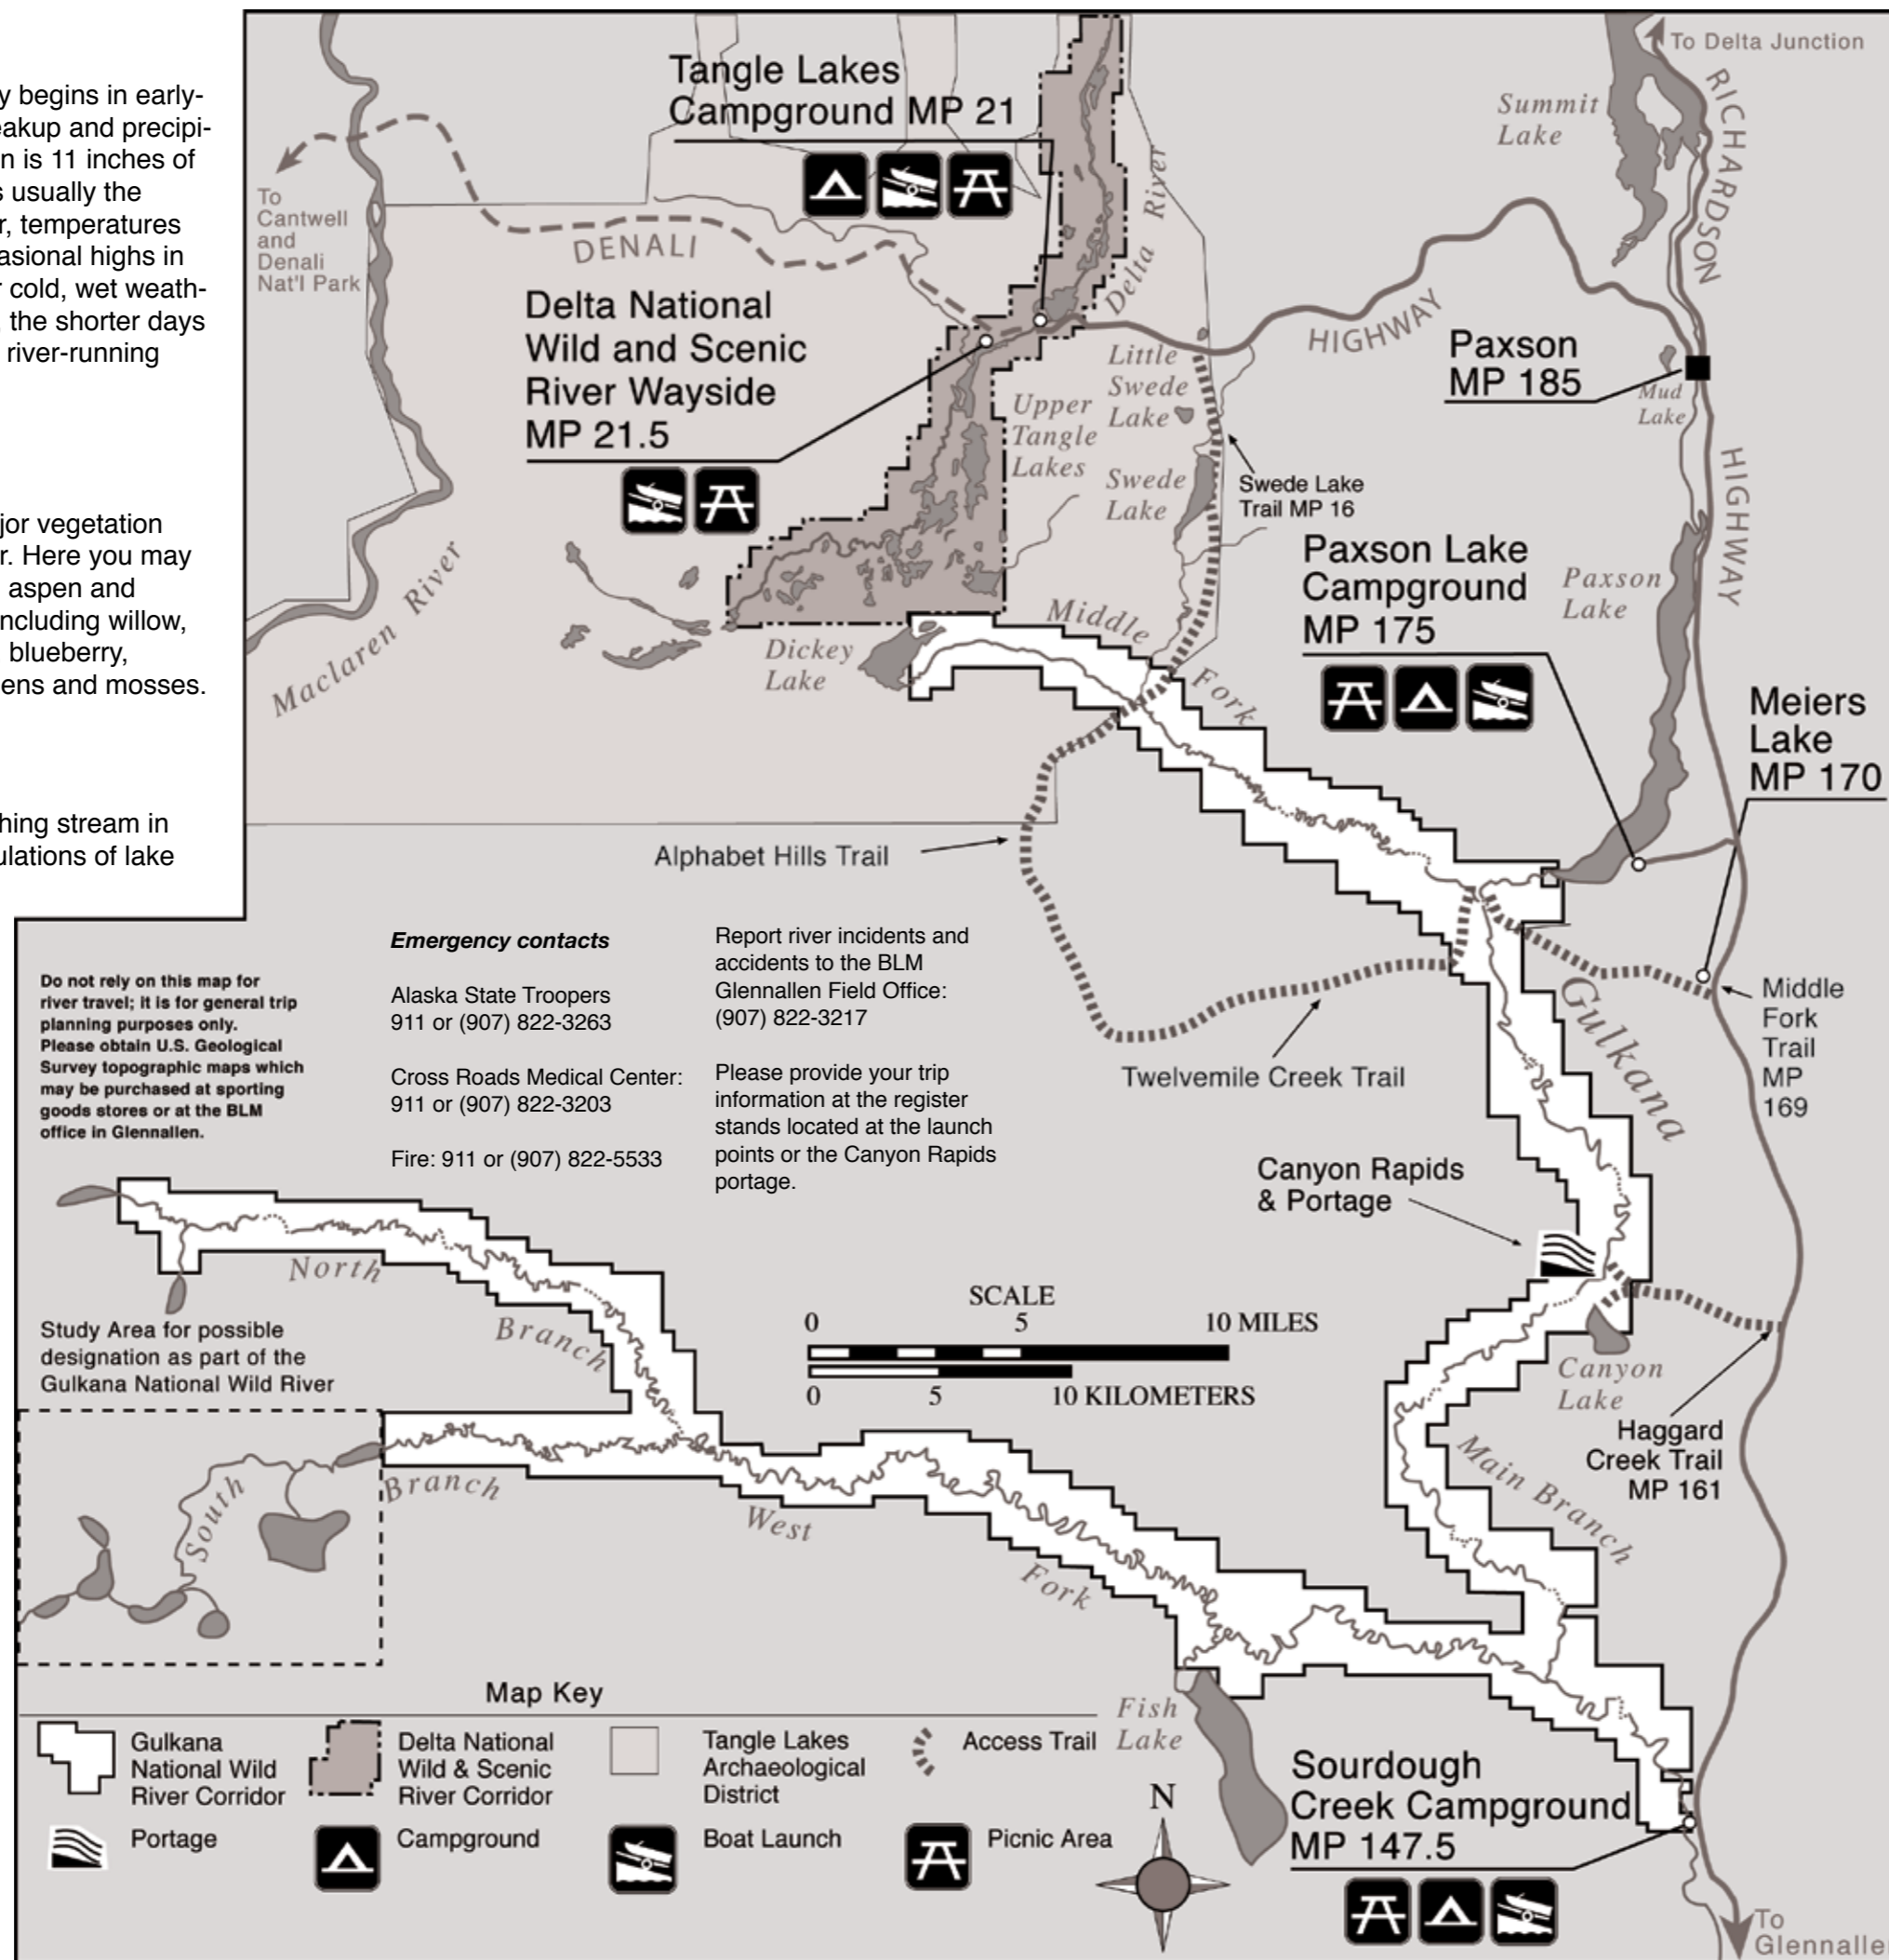 y begins in early-
eakup and precipi-
n is 11 inches of
s usually the
r, temperatures
asional highs in
r cold, wet weath-
, the shorter days
river-running
jor vegetation
r. Here you may
aspen and
ncluding willow,
blueberry,
ens and mosses.
hing stream in
ulations of lake
To Delta Junction
RICHARDSON
HIGHWAY
Summit
Lake
Tangle Lakes
Campground MP 21
To
Cantwell
and
Denali
Nat'l Park
DENALI
HIGHWAY
Delta River
Delta National
Wild and Scenic
River Wayside
MP 21.5
Little
Swede
Lake
Upper
Tangle
Lakes
Swede
Lake
Swede Lake
Trail MP 16
Paxson
MP 185
Mud
Lake
Paxson Lake
Campground
MP 175
Paxson
Lake
Maclaren River
Dickey
Lake
Middle
Fork
Meiers
Lake
MP 170
Alphabet Hills Trail
Emergency contacts
Alaska State Troopers
911 or (907) 822-3263
Cross Roads Medical Center:
911 or (907) 822-3203
Fire: 911 or (907) 822-5533
Report river incidents and
accidents to the BLM
Glennallen Field Office:
(907) 822-3217
Please provide your trip
information at the register
stands located at the launch
points or the Canyon Rapids
portage.
Do not rely on this map for
river travel; it is for general trip
planning purposes only.
Please obtain U.S. Geological
Survey topographic maps which
may be purchased at sporting
goods stores or at the BLM
office in Glennallen.
Twelvemile Creek Trail
Gulkana
Middle
Fork
Trail
MP
169
Canyon Rapids
& Portage
North
Branch
Study Area for possible
designation as part of the
Gulkana National Wild River
SCALE
0 5 10 MILES
0 5 10 KILOMETERS
Canyon
Lake
Haggard
Creek Trail
MP 161
Main Branch
South
Branch
West
Fork
Fish
Lake
Map Key
Gulkana
National Wild
River Corridor
Delta National
Wild & Scenic
River Corridor
Tangle Lakes
Archaeological
District
Access Trail
Portage
Campground
Boat Launch
Picnic Area
N
Sourdough
Creek Campground
MP 147.5
To
Glennalle